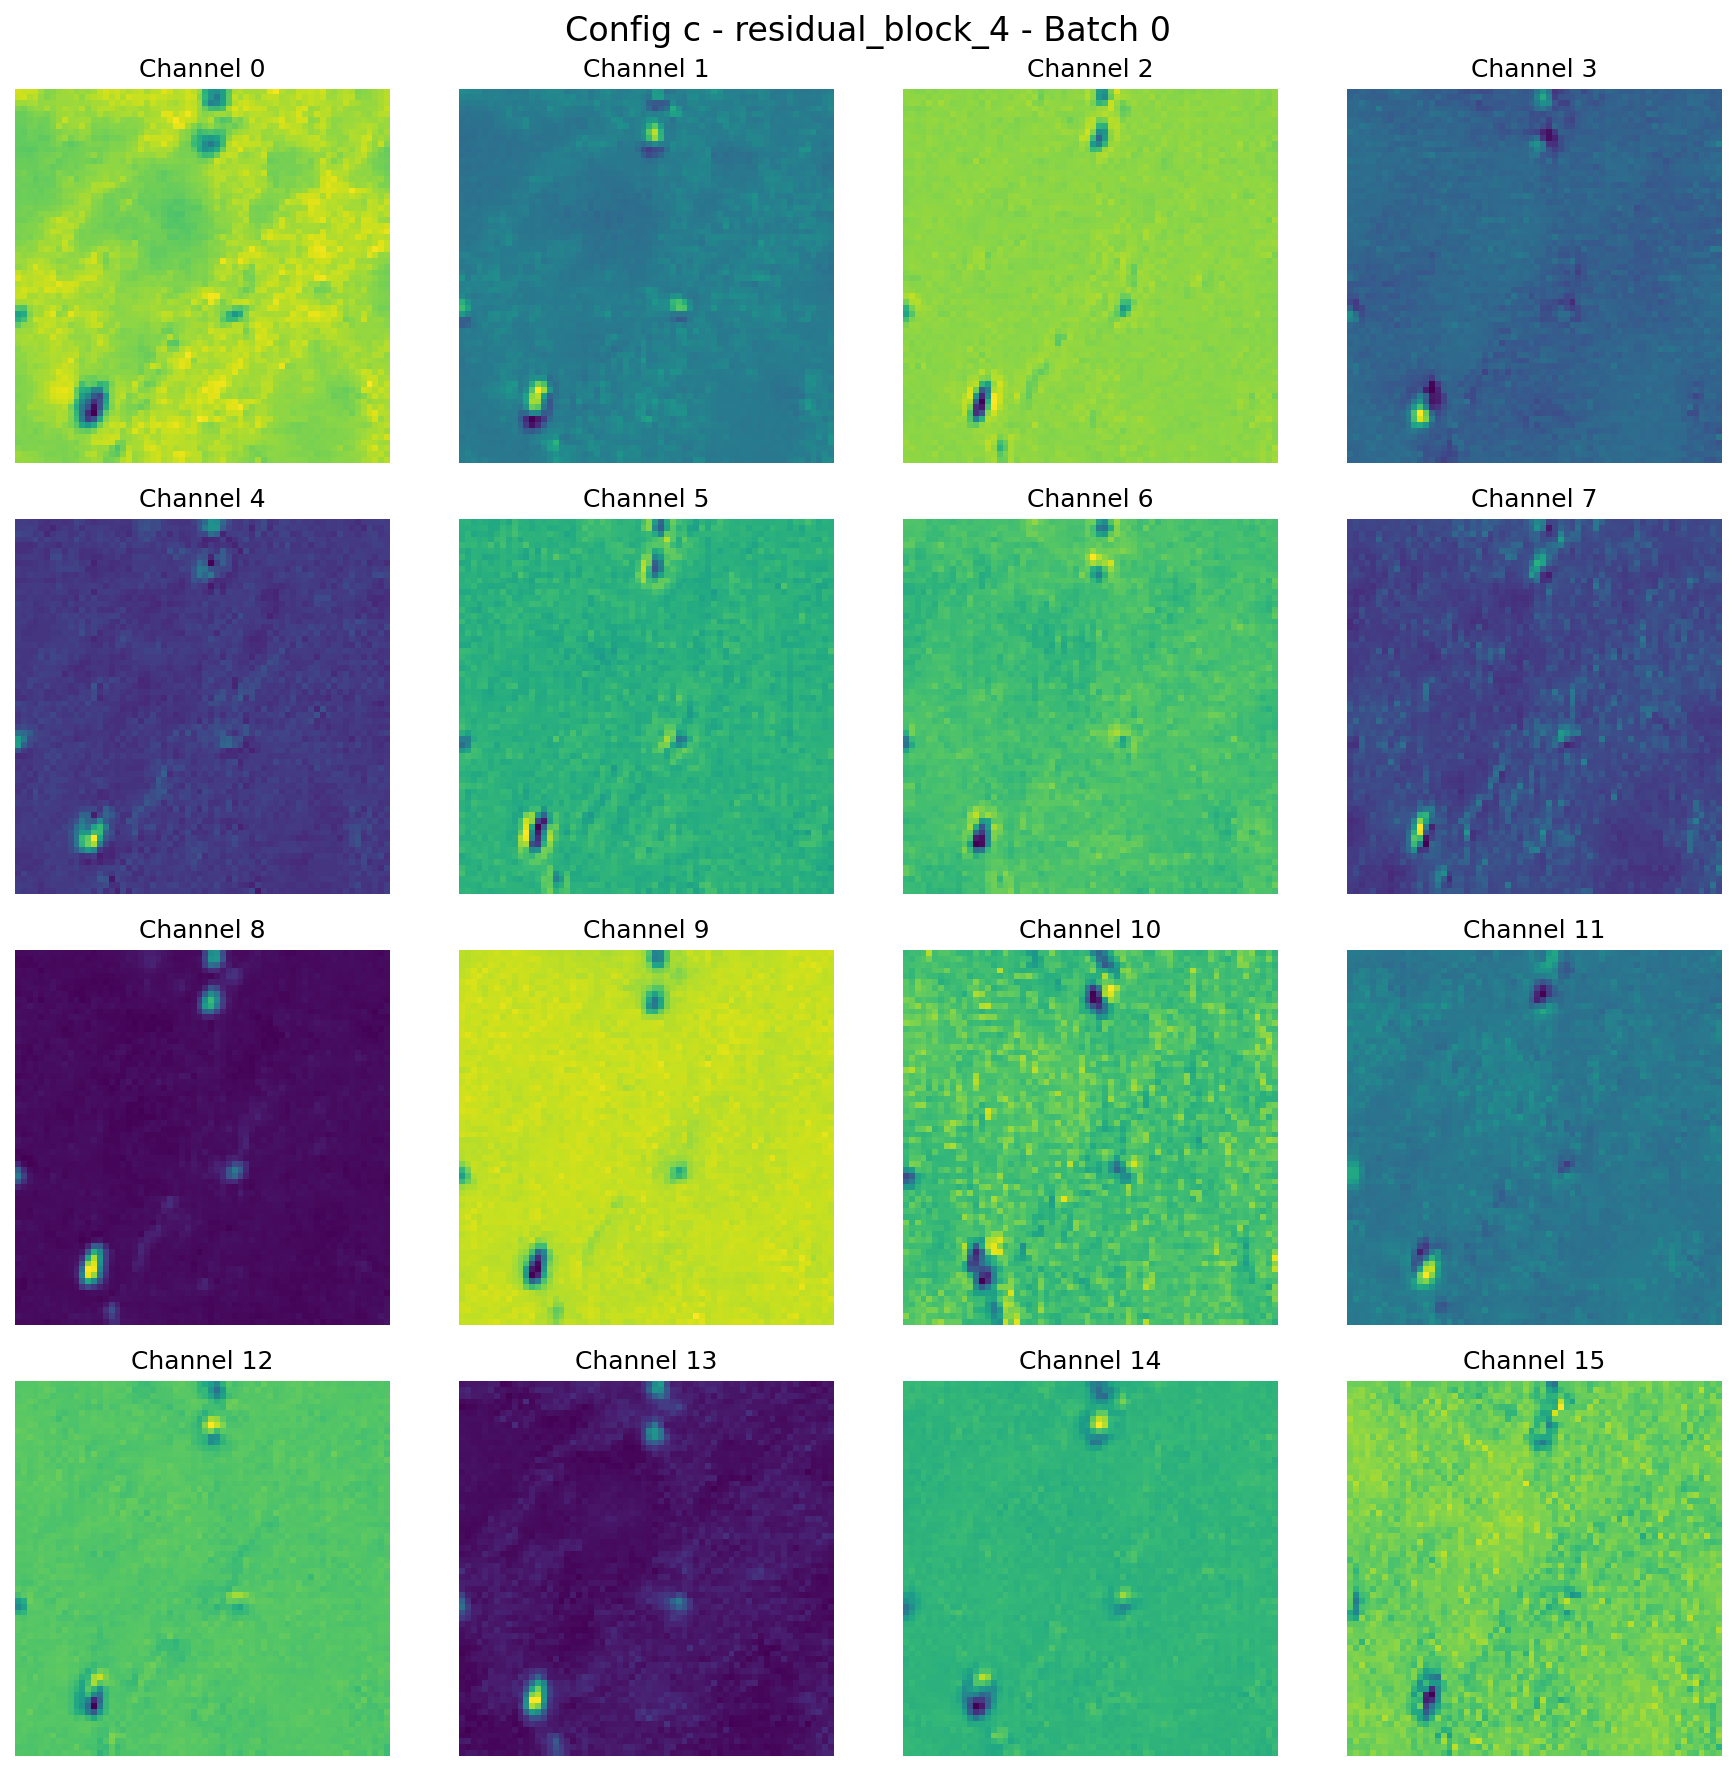 Config c - residual_block_4 - Batch 0
Channel 0
Channel 1
Channel 2
Channel 3
Channel 4
Channel 5
Channel 6
Channel 7
Channel 8
Channel 9
Channel 10
Channel 11
Channel 12
Channel 13
Channel 14
Channel 15